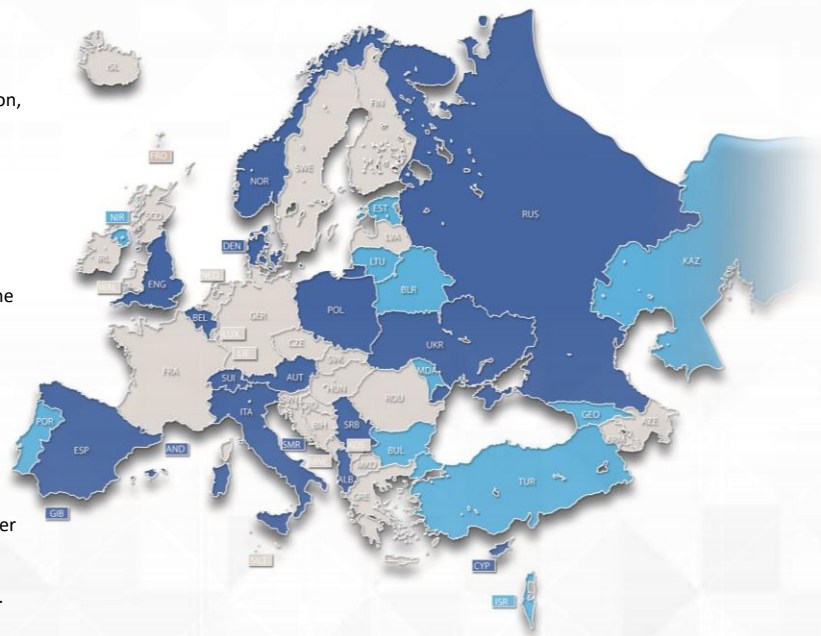 ISL
on,
FIN
FRO
SWE
NOR
RUS
NIR
SCO
EST
IRL
DEN
LVA
LTU
KAZ
ENG
BLR
ne
BEL
GER
POL
LUX
CZE
UKR
LIE
SVK
FRA
MDA
SUI
AUT
HUN
ROU
POR
ITA
SRB
GEO
AZE
BIH
ESP
AND
SMR
BUL
MKD
ALB
TUR
GRE
GIB
er
CYP
ISR
.